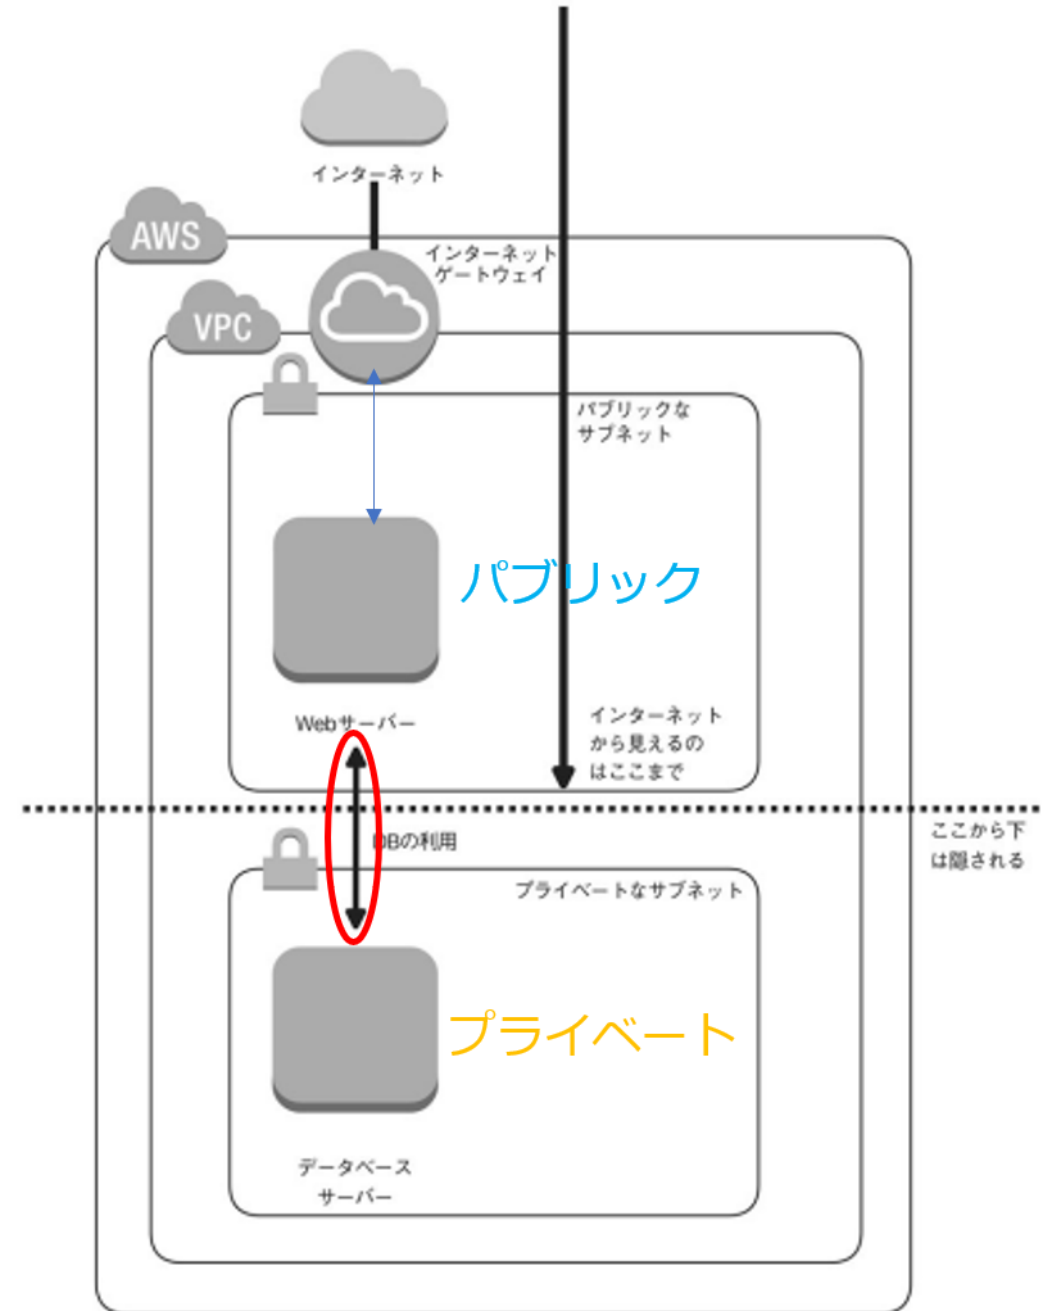 インターネット
AWS
インターネット
ゲートウェイ
VPC
パブリックな
サブネット
パブリック
Webサーバー
インターネット
から見えるの
はここまで
ここから下
は隠される
DBの利用
プライベートなサブネット
プライベート
データベース
サーバー